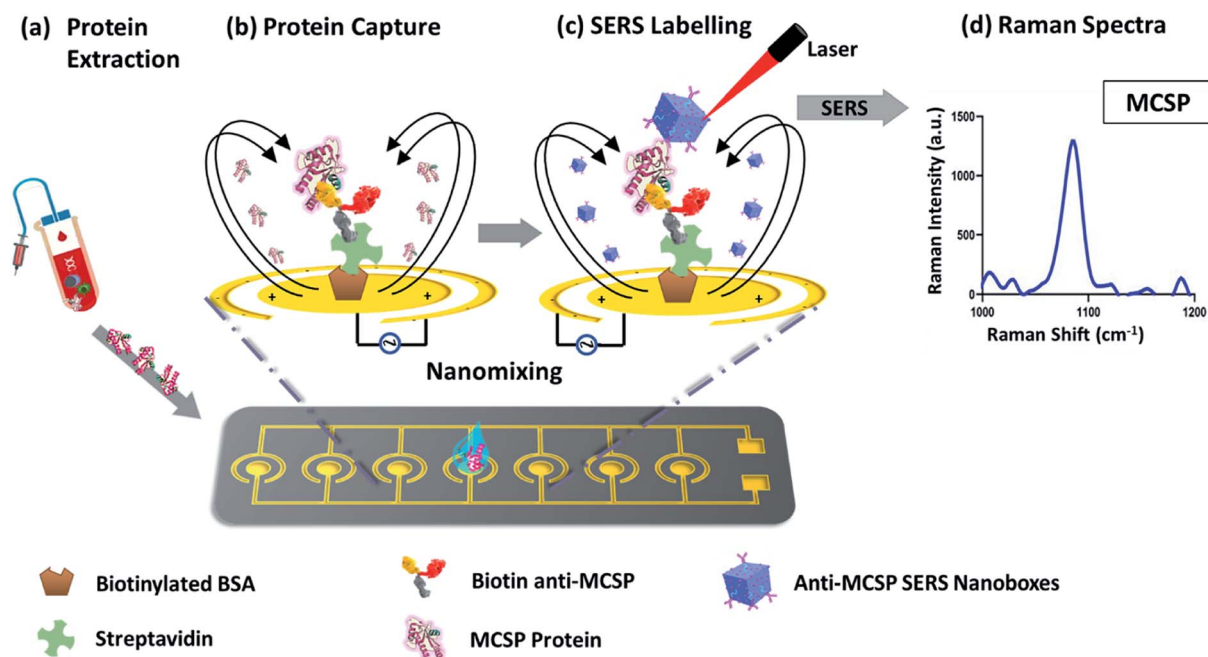 (a) Protein
Extraction
(b) Protein Capture
(c) SERS Labelling
(d) Raman Spectra
Laser
SERS
MCSP
1500
1000
500
0
Raman Intensity (a.u.)
1000
1100
1200
Raman Shift (cm⁻¹)
+
+
-
-
+
+
-
-
Nanomixing
Biotinylated BSA
Biotin anti-MCSP
Anti-MCSP SERS Nanoboxes
Streptavidin
MCSP Protein